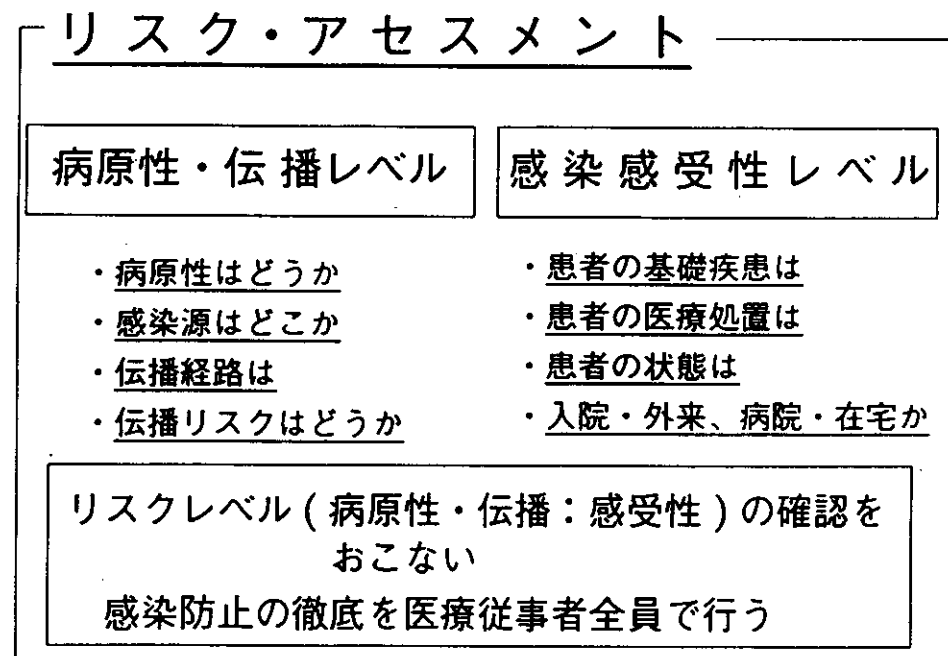 リスク・アセスメント
病原性・伝播レベル
・病原性はどうか
・感染源はどこか
・伝播経路は
・伝播リスクはどうか
感染感受性レベル
・患者の基礎疾患は
・患者の医療処置は
・患者の状態は
・入院・外来、病院・在宅か
リスクレベル(病原性・伝播：感受性)の確認を
おこない
感染防止の徹底を医療従事者全員で行う